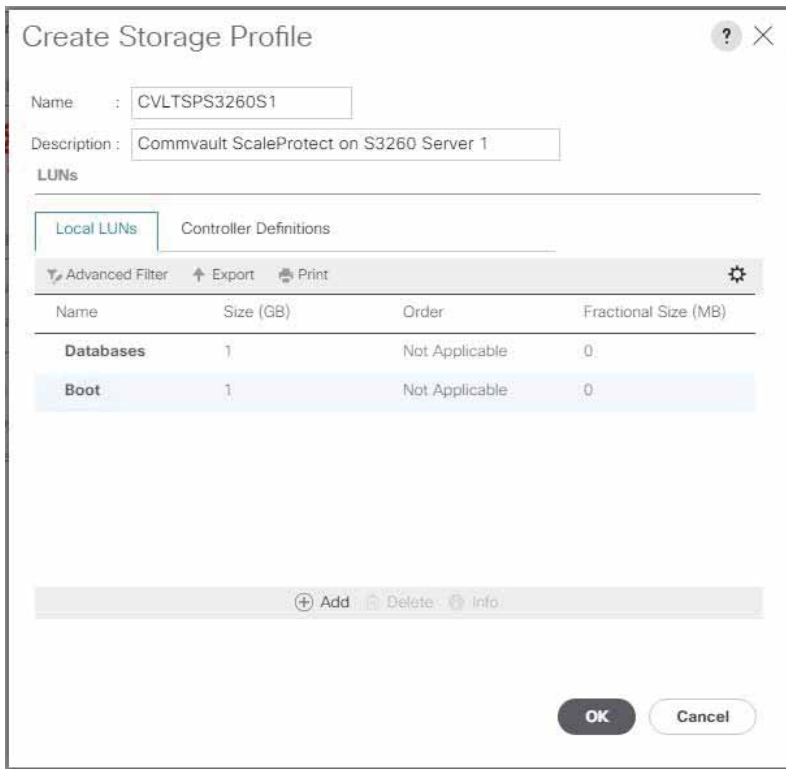 Create Storage Profile
?
Name : CVLTSPS3260S1
Description : Commvault ScaleProtect on S3260 Server 1
LUNs
Local LUNs Controller Definitions
Advanced Filter Export Print
Name Size (GB) Order Fractional Size (MB)
Databases 1 Not Applicable 0
Boot 1 Not Applicable 0
Add Delete Info
OK Cancel